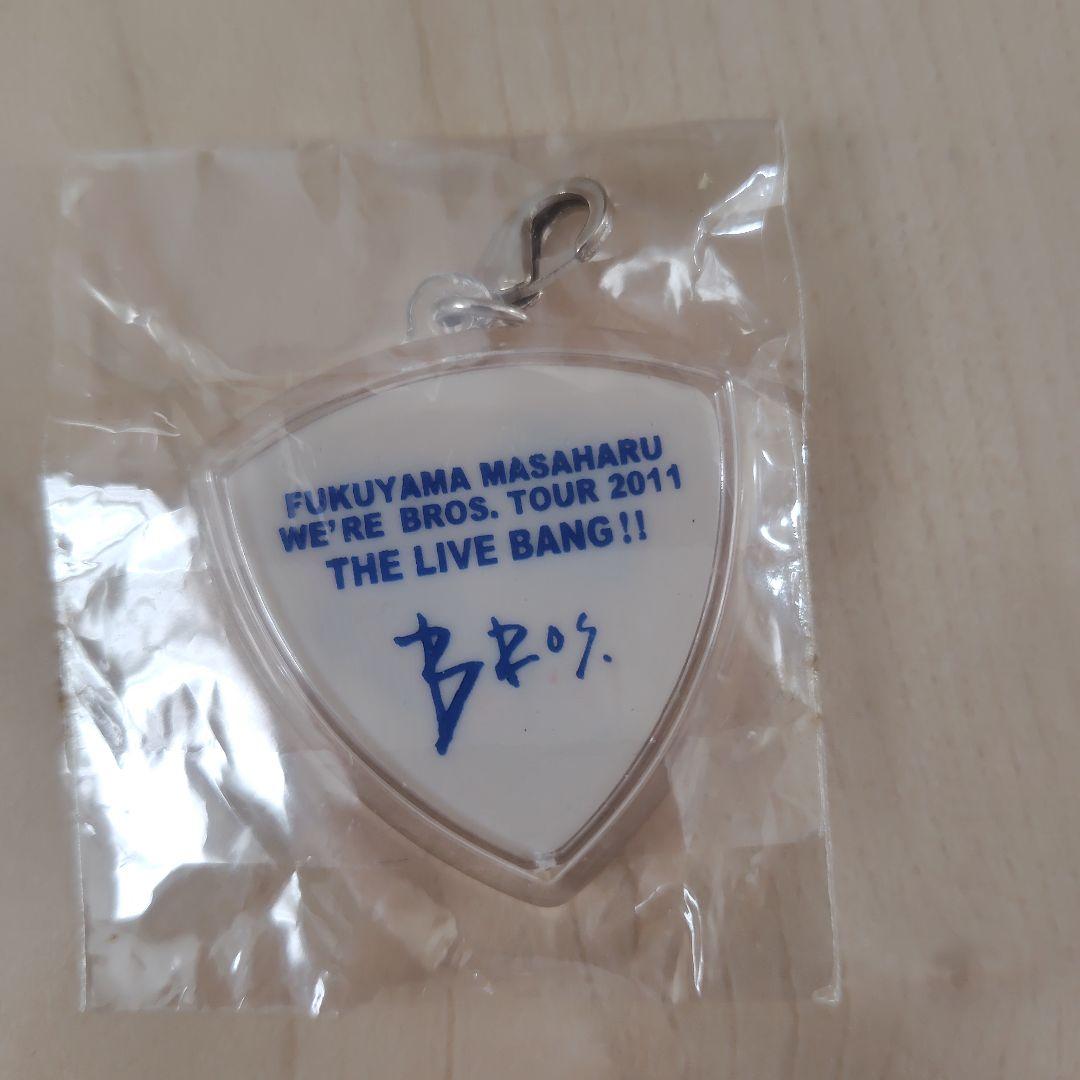 FUKUYAMA MASAHARU
WE'RE BROS. TOUR 2011
THE LIVE BANG!!
BROS.